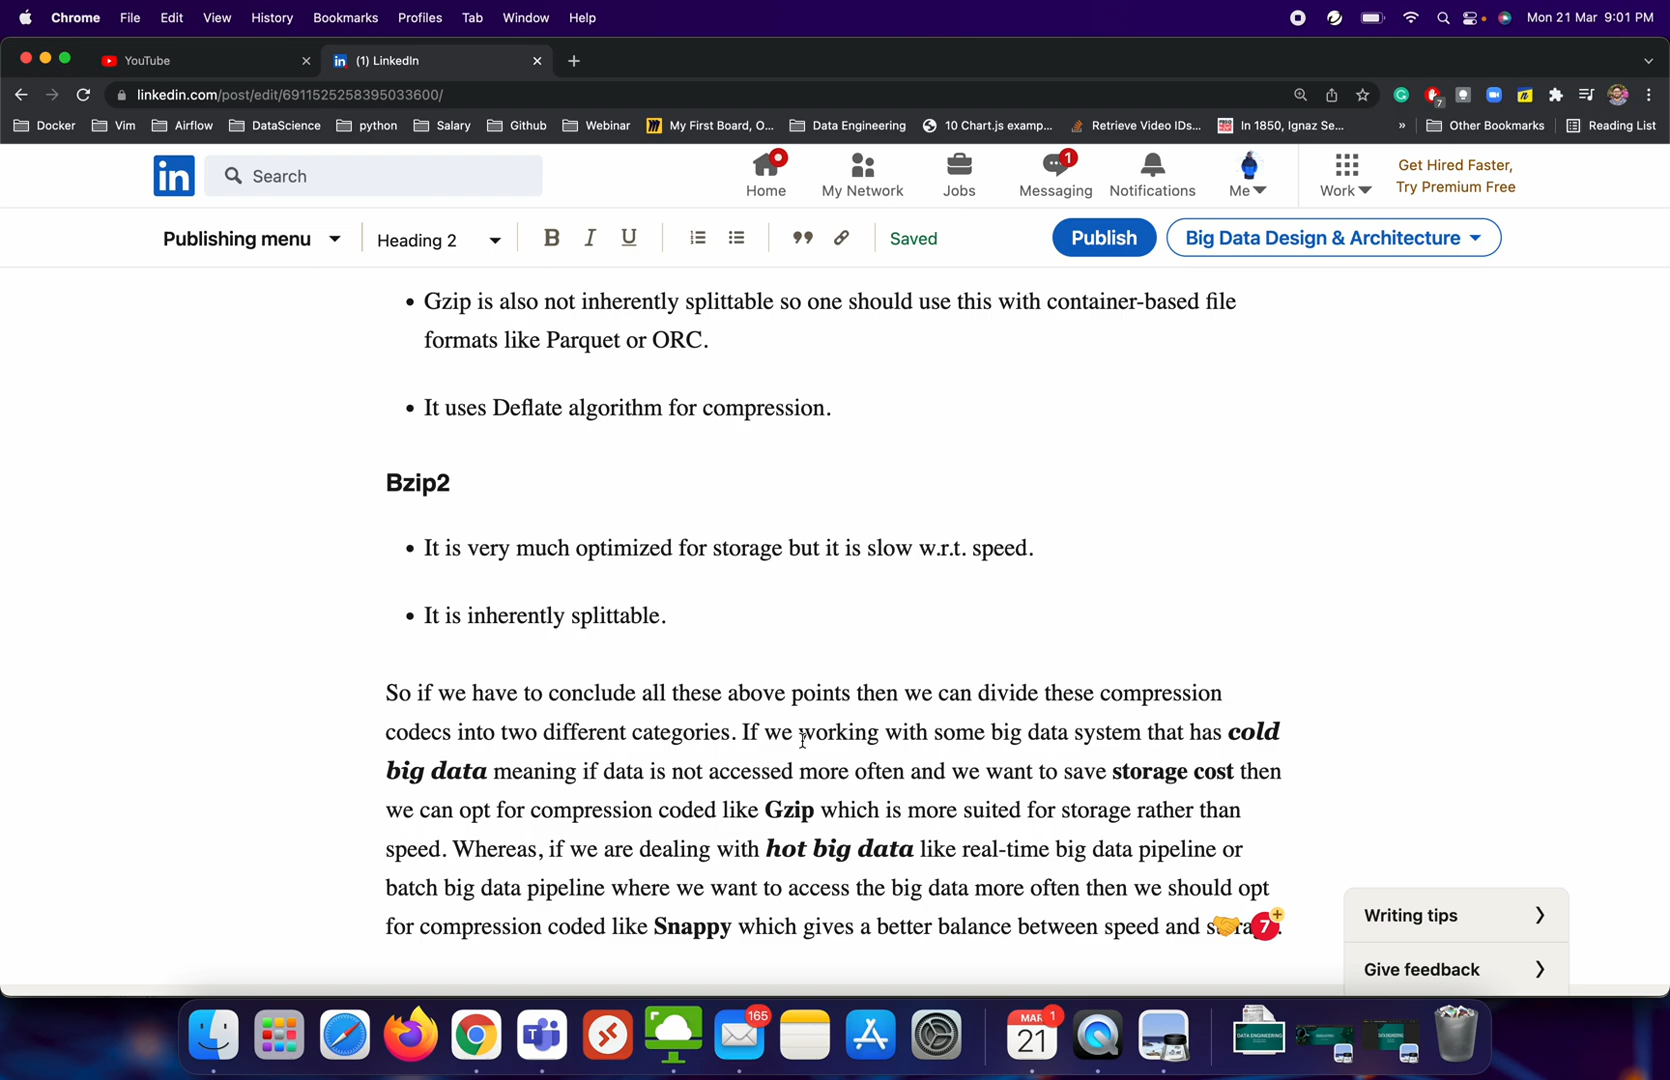 Chrome File Edit View History Bookmarks Profiles Tab Window Help Mon 21 Mar 9:01 PM
YouTube (1) LinkedIn
linkedin.com/post/edit/6911525258395033600/
7
Docker Vim Airflow DataScience python Salary Github Webinar My First Board, O... Data Engineering 10 Chart.js examp... Retrieve Video IDs... In 1850, Ignaz Se... » Other Bookmarks Reading List
in Search
1
Home My Network Jobs Messaging Notifications Me Work
Get Hired Faster,
Try Premium Free
Publishing menu Heading 2 B I U Saved Publish Big Data Design & Architecture
• Gzip is also not inherently splittable so one should use this with container-based file
formats like Parquet or ORC.
• It uses Deflate algorithm for compression.
Bzip2
• It is very much optimized for storage but it is slow w.r.t. speed.
• It is inherently splittable.
So if we have to conclude all these above points then we can divide these compression
codecs into two different categories. If we working with some big data system that has cold
big data meaning if data is not accessed more often and we want to save storage cost then
we can opt for compression coded like Gzip which is more suited for storage rather than
speed. Whereas, if we are dealing with hot big data like real-time big data pipeline or
batch big data pipeline where we want to access the big data more often then we should opt
for compression coded like Snappy which gives a better balance between speed and storage.
7
Writing tips
Give feedback
165
MAR 1
21
DATA ENGINEERING